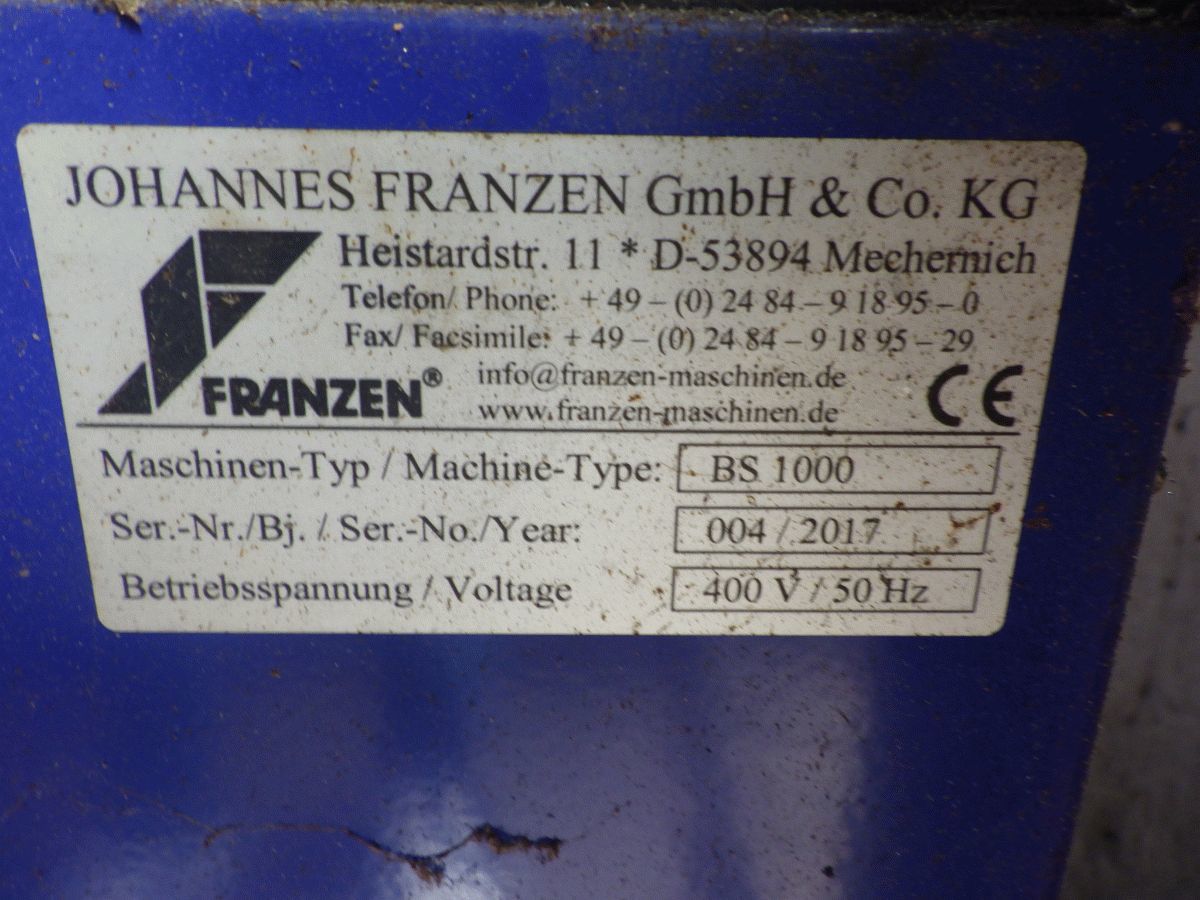 JOHANNES FRANZEN GmbH & Co. KG
Heistardstr. 11 * D-53894 Mechernich
Telefon/ Phone: + 49 – (0) 24 84 – 9 18 95 – 0
Fax/ Facsimile: + 49 – (0) 24 84 – 9 18 95 – 29
FRANZEN® info@franzen-maschinen.de
www.franzen-maschinen.de
CE
Maschinen-Typ / Machine-Type: BS 1000
Ser.-Nr./Bj. / Ser.-No./Year: 004 / 2017
Betriebsspannung / Voltage 400 V / 50 Hz